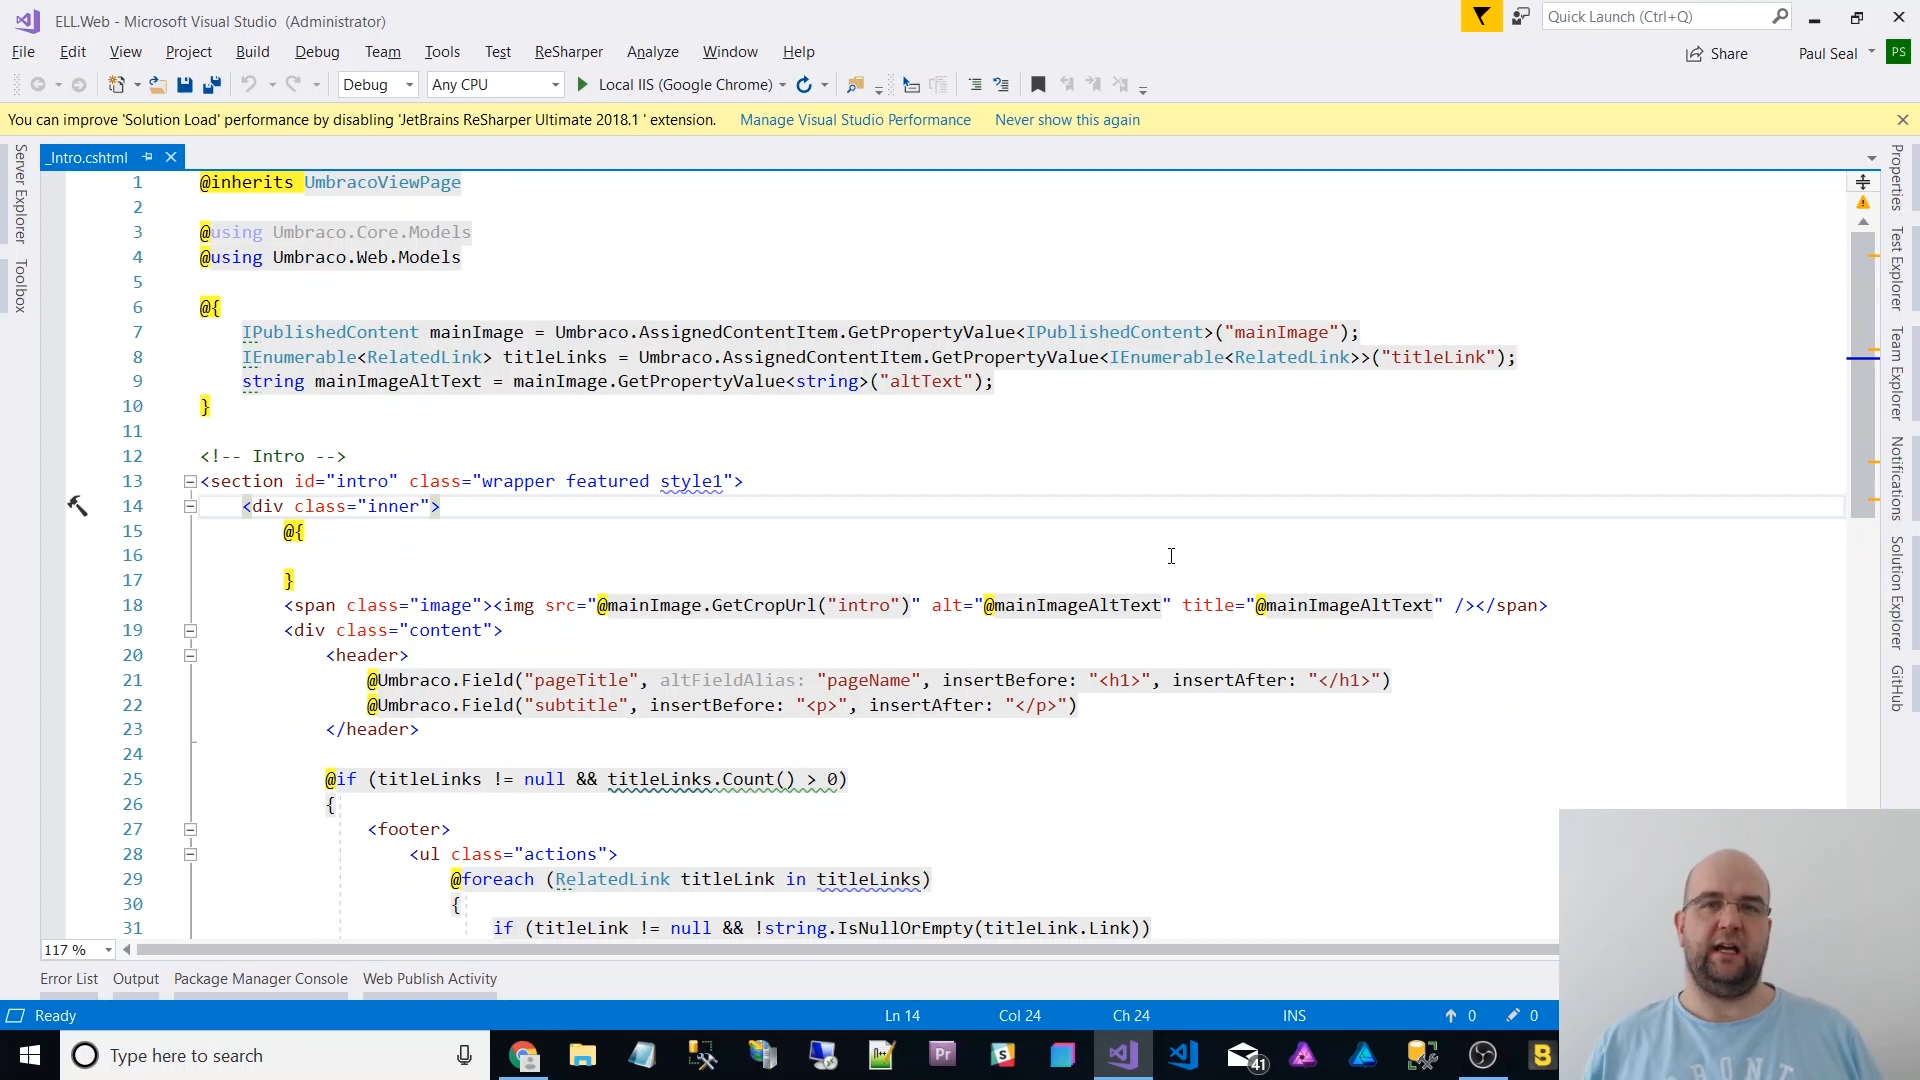 ELL.Web - Microsoft Visual Studio (Administrator)
Quick Launch (Ctrl+Q)
File Edit View Project Build Debug Team Tools Test ReSharper Analyze Window Help
Share
Paul Seal
PS
Debug
Any CPU
Local IIS (Google Chrome)
You can improve 'Solution Load' performance by disabling 'JetBrains ReSharper Ultimate 2018.1 ' extension. Manage Visual Studio Performance Never show this again
Server Explorer
Toolbox
_Intro.cshtml
1 @inherits UmbracoViewPage
2
3 @using Umbraco.Core.Models
4 @using Umbraco.Web.Models
5
6 @{
7 IPublishedContent mainImage = Umbraco.AssignedContentItem.GetPropertyValue<IPublishedContent>("mainImage");
8 IEnumerable<RelatedLink> titleLinks = Umbraco.AssignedContentItem.GetPropertyValue<IEnumerable<RelatedLink>>("titleLink");
9 string mainImageAltText = mainImage.GetPropertyValue<string>("altText");
10 }
11
12 <!-- Intro -->
13 <section id="intro" class="wrapper featured style1">
14 <div class="inner">
15 @{
16
17 }
18 <span class="image"><img src="@mainImage.GetCropUrl("intro")" alt="@mainImageAltText" title="@mainImageAltText" /></span>
19 <div class="content">
20 <header>
21 @Umbraco.Field("pageTitle", altFieldAlias: "pageName", insertBefore: "<h1>", insertAfter: "</h1>")
22 @Umbraco.Field("subtitle", insertBefore: "<p>", insertAfter: "</p>")
23 </header>
24
25 @if (titleLinks != null && titleLinks.Count() > 0)
26 {
27 <footer>
28 <ul class="actions">
29 @foreach (RelatedLink titleLink in titleLinks)
30 {
31 if (titleLink != null && !string.IsNullOrEmpty(titleLink.Link))
Properties
Test Explorer
Team Explorer
Notifications
Solution Explorer
GitHub
117 %
Error List Output Package Manager Console Web Publish Activity
Ready
Ln 14
Col 24
Ch 24
INS
0
0
Type here to search
Pr
S
41
B